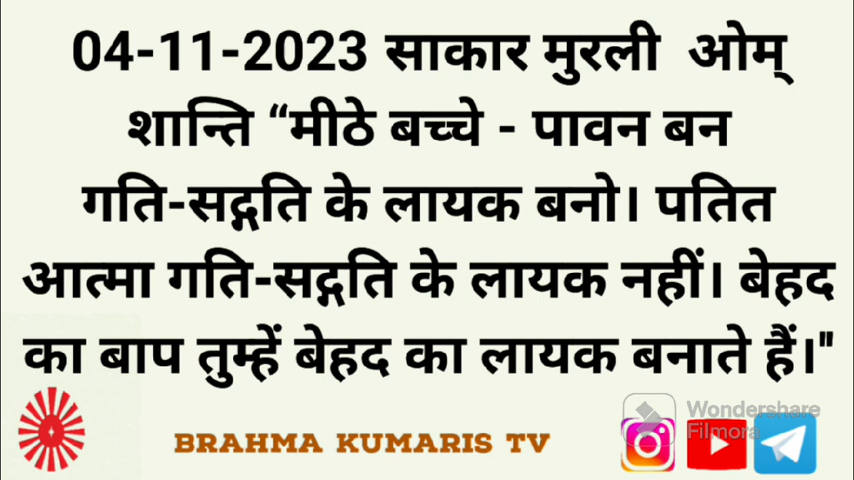 04-11-2023 साकार मुरली ओम्
शान्ति “मीठे बच्चे - पावन बन
गति-सद्गति के लायक बनो। पतित
आत्मा गति-सद्गति के लायक नहीं। बेहद
का बाप तुम्हें बेहद का लायक बनाते हैं।"
BRAHMA KUMARIS TV
Wondershare
Filmora